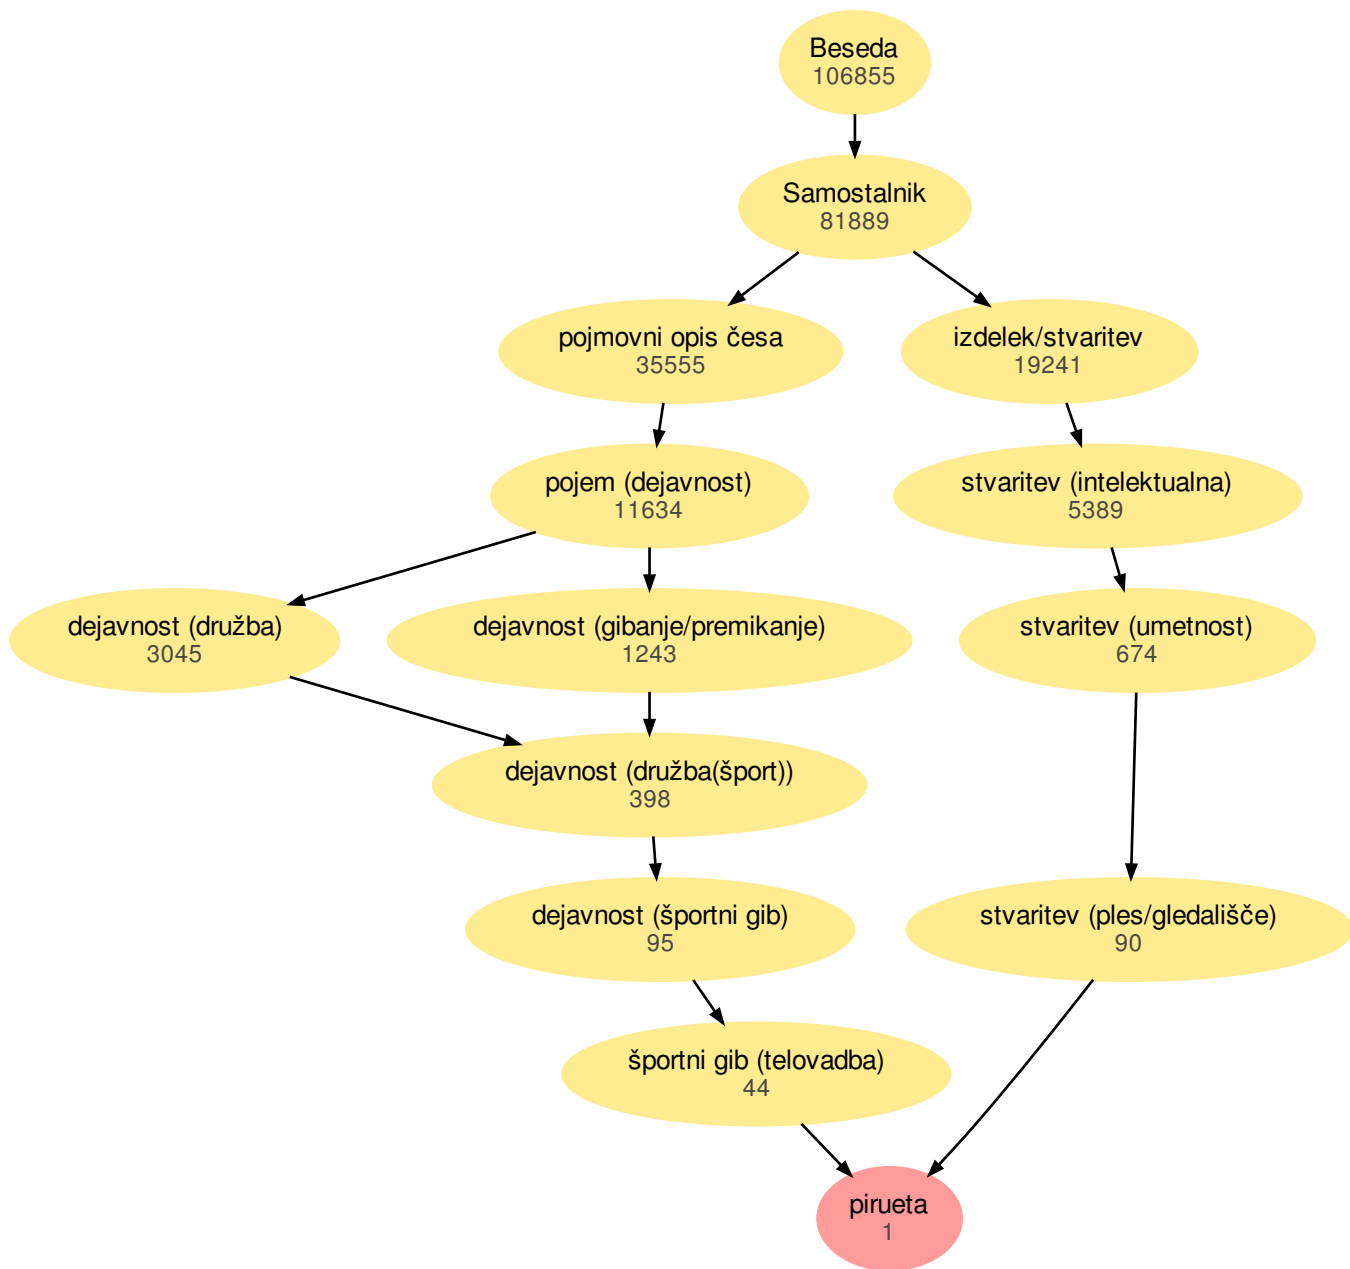 Beseda
106855
Samostalnik
81889
pojmovni opis česa
35555
izdelek/stvaritev
19241
pojem (dejavnost)
11634
stvaritev (intelektualna)
5389
dejavnost (družba)
3045
dejavnost (gibanje/premikanje)
1243
stvaritev (umetnost)
674
dejavnost (družba(šport))
398
dejavnost (športni gib)
95
stvaritev (ples/gledališče)
90
športni gib (telovadba)
44
pirueta
1